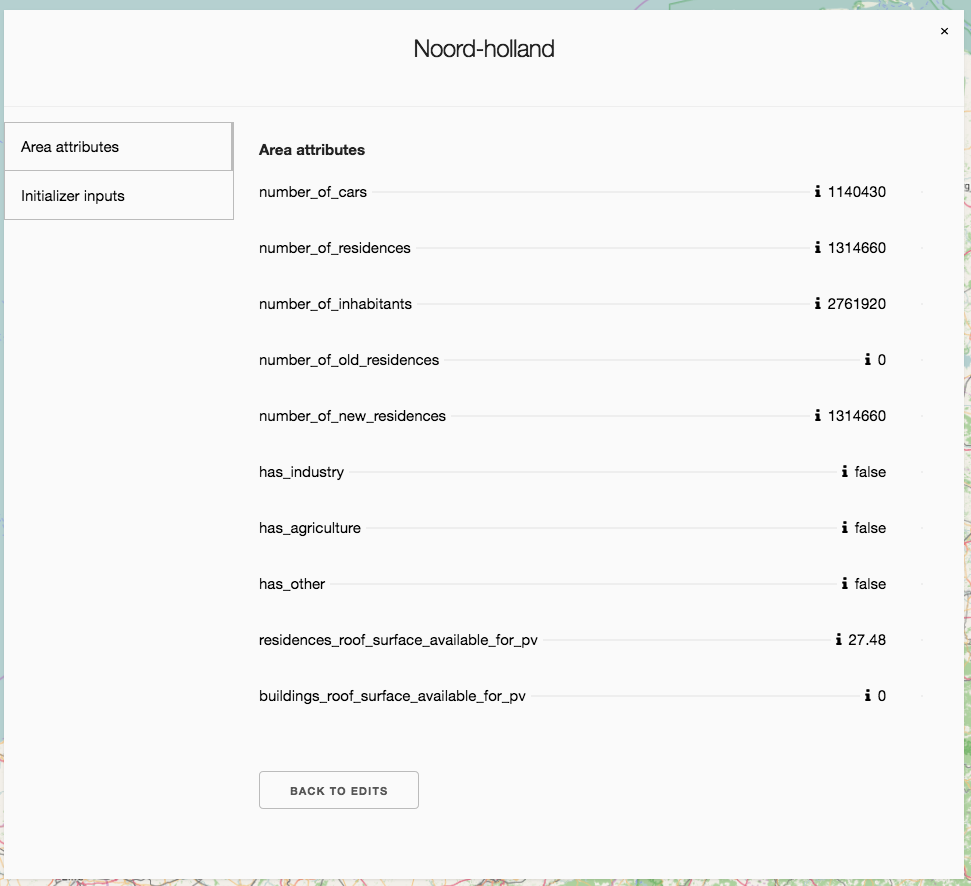 Noord-holland
×
Area attributes
Initializer inputs
Area attributes
number_of_cars i 1140430
number_of_residences i 1314660
number_of_inhabitants i 2761920
number_of_old_residences i 0
number_of_new_residences i 1314660
has_industry i false
has_agriculture i false
has_other i false
residences_roof_surface_available_for_pv i 27.48
buildings_roof_surface_available_for_pv i 0
BACK TO EDITS